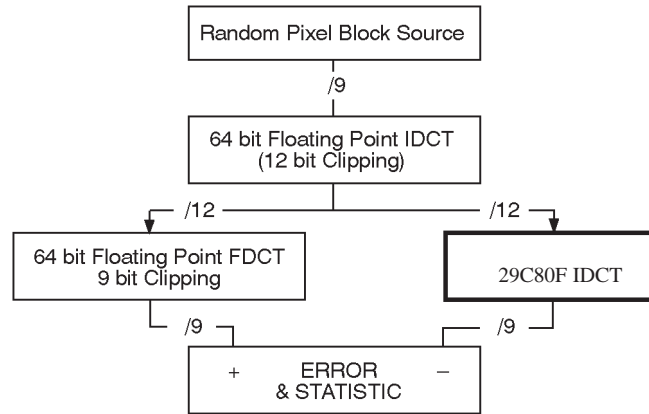 Random Pixel Block Source
/9
64 bit Floating Point IDCT
(12 bit Clipping)
/12 /12
64 bit Floating Point FDCT
9 bit Clipping
29C80F IDCT
/9 /9
+ ERROR −
& STATISTIC